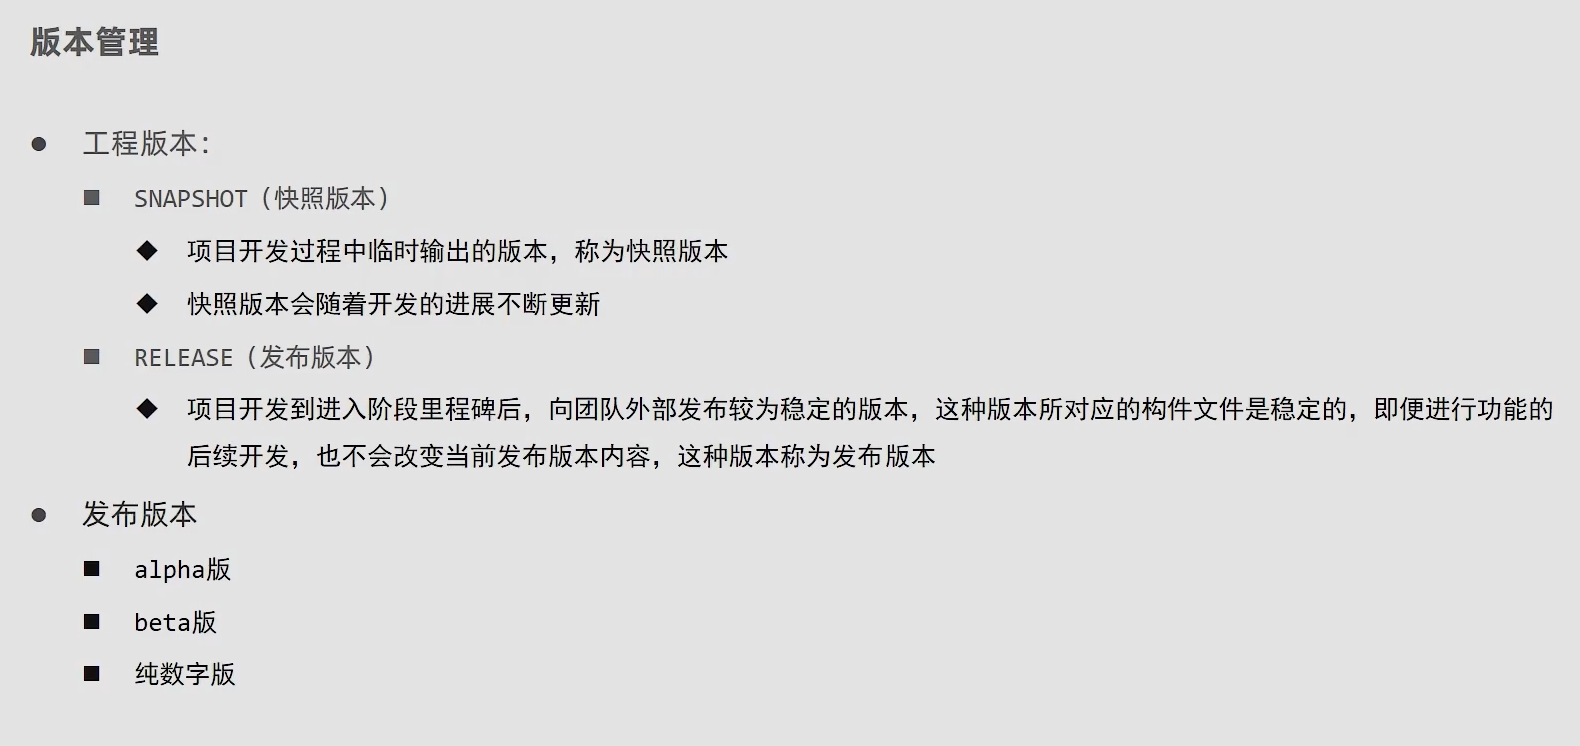 版本管理
工程版本：
SNAPSHOT（快照版本）
项目开发过程中临时输出的版本，称为快照版本
快照版本会随着开发的进展不断更新
RELEASE（发布版本）
项目开发到进入阶段里程碑后，向团队外部发布较为稳定的版本，这种版本所对应的构件文件是稳定的，即便进行功能的
后续开发，也不会改变当前发布版本内容，这种版本称为发布版本
发布版本
alpha版
beta版
纯数字版